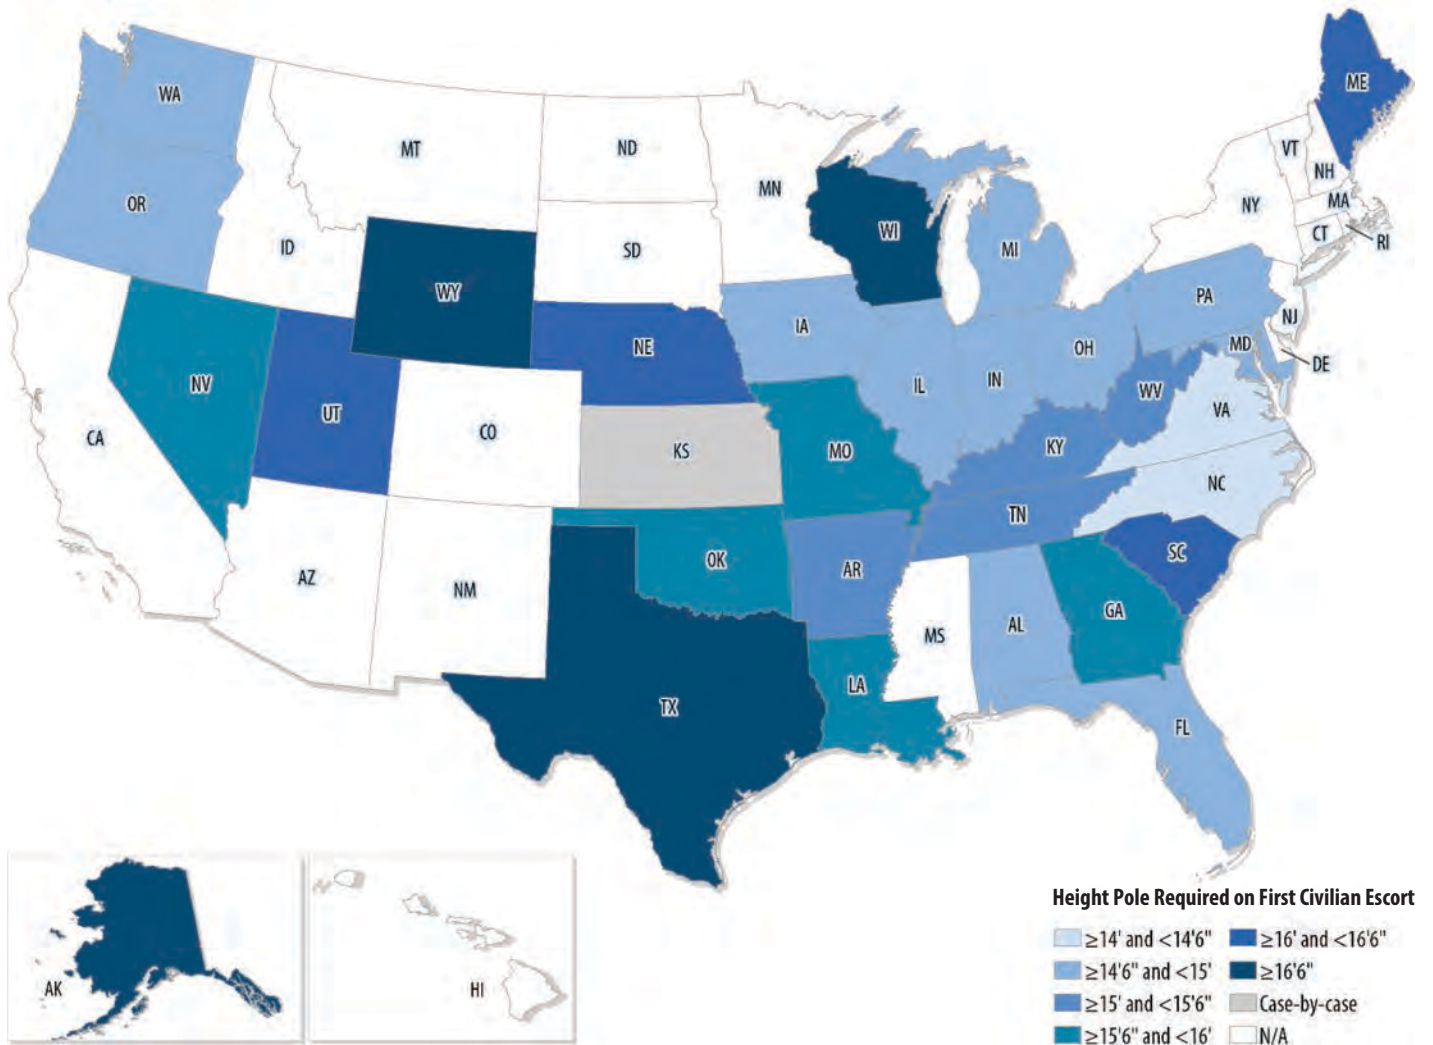 ME
WA
MT
ND
VT
MN
NH
OR
MA
NY
WI
CT
RI
ID
SD
MI
WY
PA
NJ
IA
NE
OH
MD
DE
NV
IN
IL
WV
UT
VA
CO
CA
KS
MO
KY
NC
TN
SC
OK
AR
AZ
NM
GA
AL
MS
LA
TX
FL
AK
HI
Height Pole Required on First Civilian Escort
≥14' and <14'6"
≥14'6" and <15'
≥15' and <15'6"
≥15'6" and <16'
≥16' and <16'6"
≥16'6"
Case-by-case
N/A